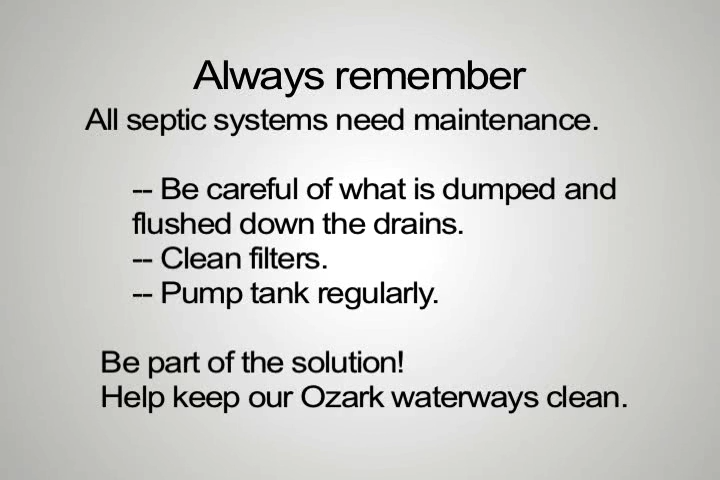 Always remember
All septic systems need maintenance.
-- Be careful of what is dumped and
flushed down the drains.
-- Clean filters.
-- Pump tank regularly.
Be part of the solution!
Help keep our Ozark waterways clean.